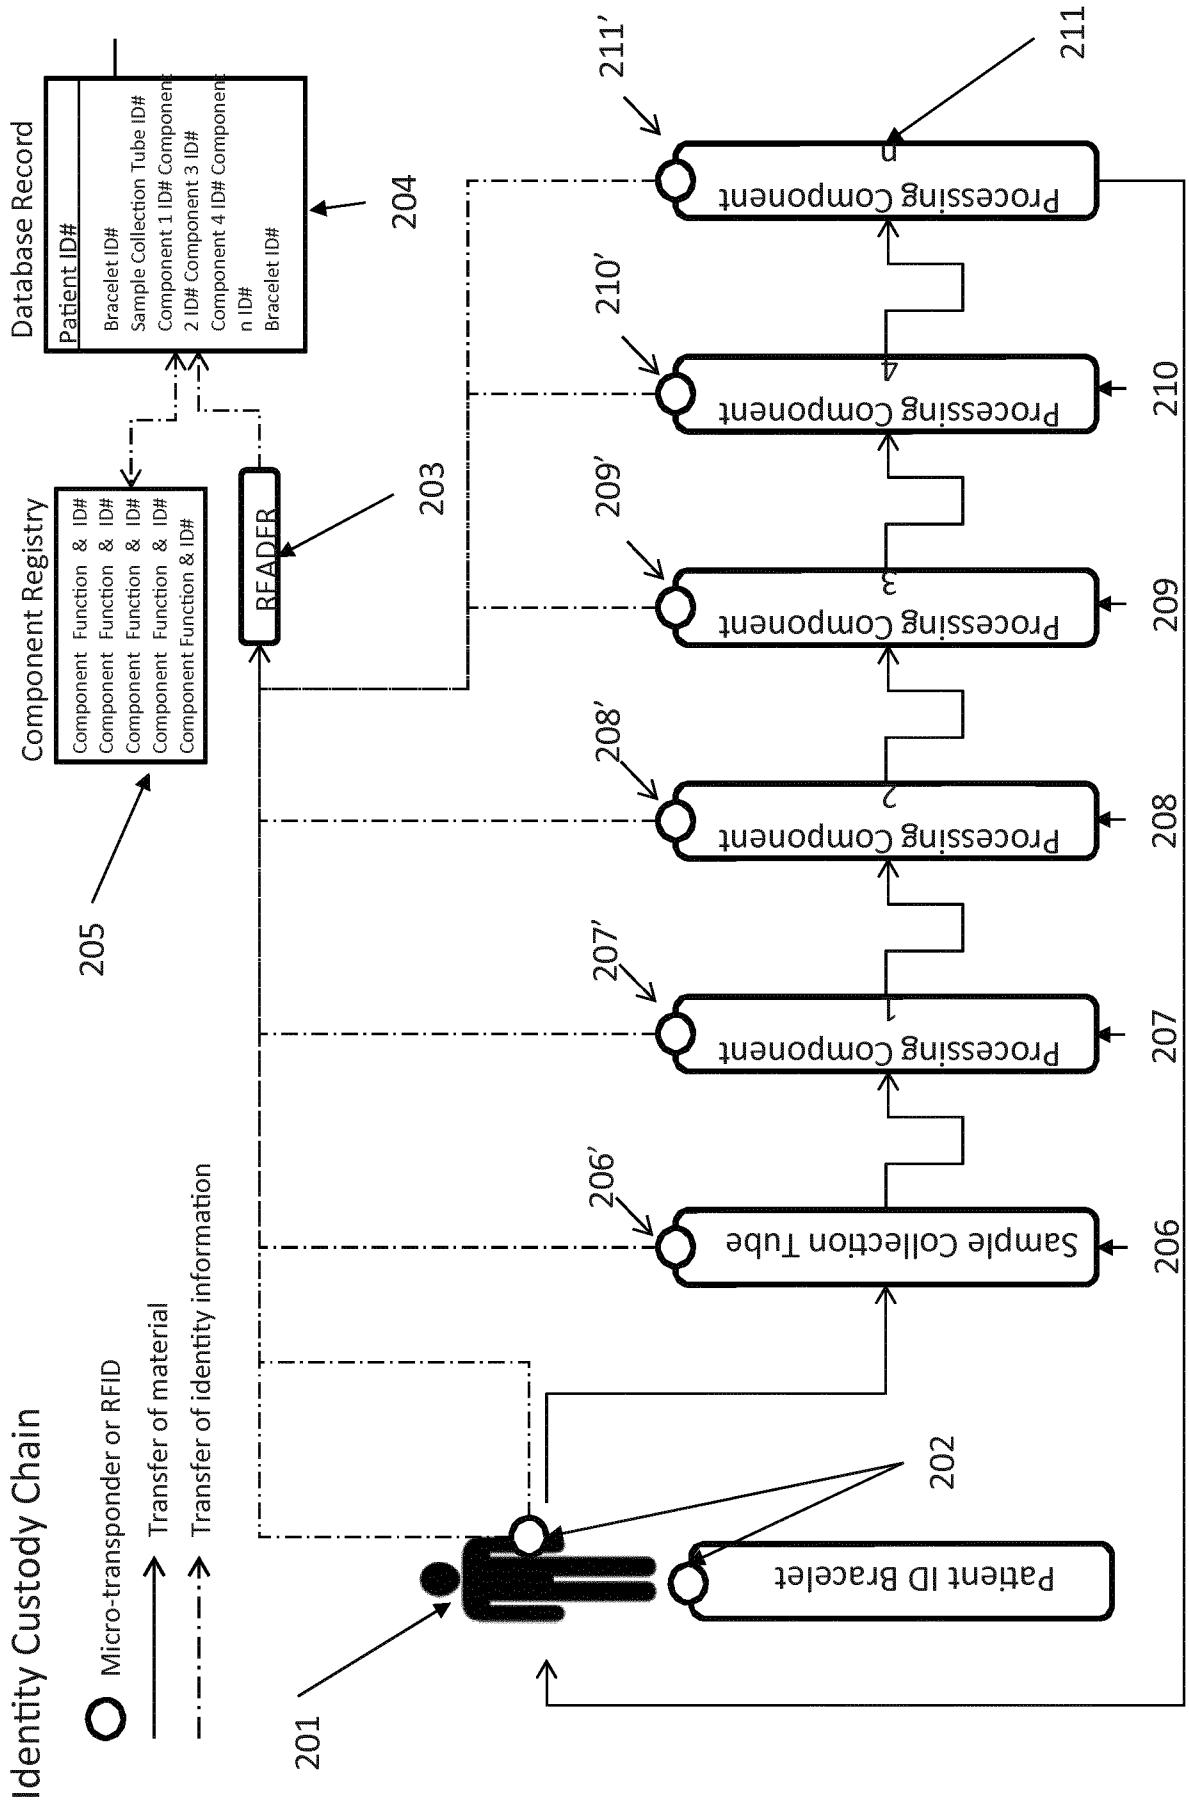 Identity Custody Chain
Micro-transponder or RFID
Transfer of material
Transfer of identity information
Component Registry
Component Function & ID#
Component Function & ID#
Component Function & ID#
Component Function & ID#
Component Function & ID#
205
Database Record
Patient ID#
Bracelet ID#
Sample Collection Tube ID#
Component 1 ID# Component
2 ID# Component 3 ID#
Component 4 ID# Component
n ID#
Bracelet ID#
204
READER
203
201
202
Patient ID Bracelet
206'
207'
208'
209'
210'
211'
Sample Collection Tube
Processing Component
1
Processing Component
2
Processing Component
3
Processing Component
4
Processing Component
n
206
207
208
209
210
211